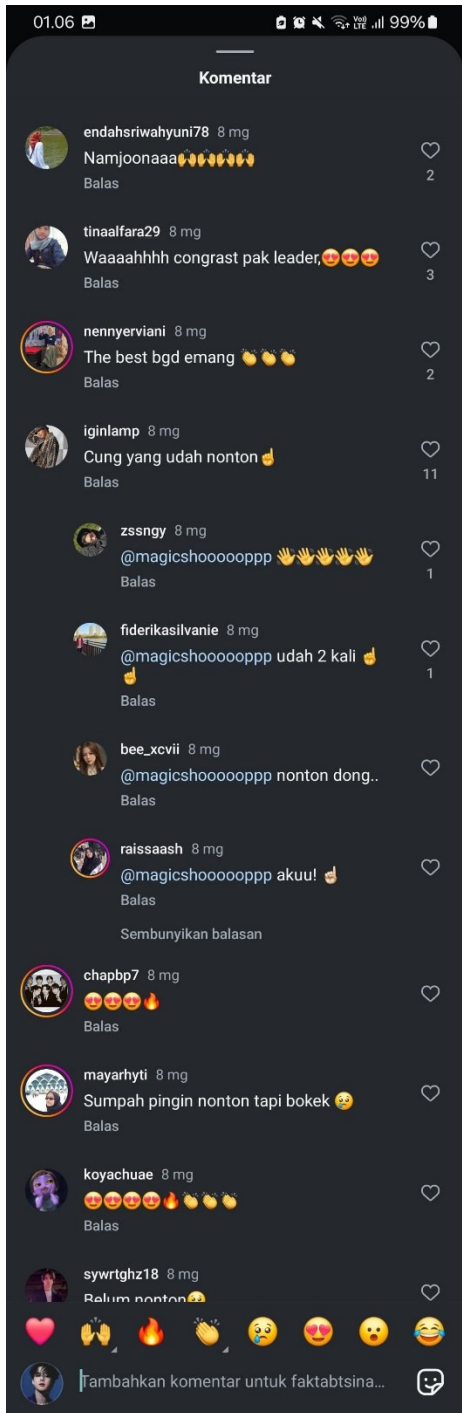 01.06 99%
Komentar
endahsriwahyuni78 8 mg
Namjoonaaa🙌🙌🙌🙌
Balas
2
tinaalfara29 8 mg
Waaaahhhh congrast pak leader,😍😍😍
Balas
3
nennyerviani 8 mg
The best bgd emang 👏👏👏
Balas
2
iginlamp 8 mg
Cung yang udah nonton☝️
Balas
11
zssngy 8 mg
@magicshoooooppp 👋👋👋👋👋
Balas
1
fiderikasilvanie 8 mg
@magicshoooooppp udah 2 kali ☝️
☝️
Balas
1
bee_xcvii 8 mg
@magicshoooooppp nonton dong..
Balas
raissaash 8 mg
@magicshoooooppp akuu! ☝🏻
Balas
Sembunyikan balasan
chapbp7 8 mg
😍😍😍🔥
Balas
mayarhyti 8 mg
Sumpah pingin nonton tapi bokek 😢
Balas
koyachuae 8 mg
😍😍😍😍🔥👏👏👏
Balas
sywrtghz18 8 mg
Belum nonton😢
Tambahkan komentar untuk faktabtsina...